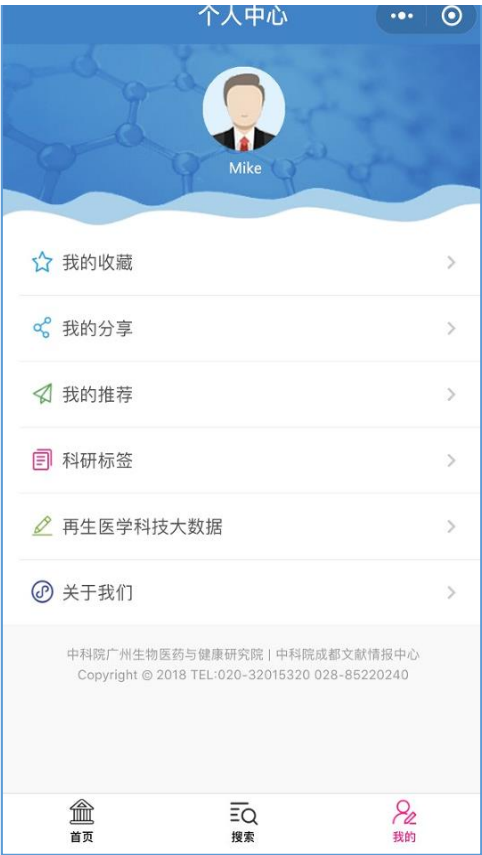 个人中心
Mike
我的收藏
我的分享
我的推荐
科研标签
再生医学科技大数据
关于我们
中科院广州生物医药与健康研究院 | 中科院成都文献情报中心
Copyright © 2018 TEL:020-32015320 028-85220240
首页
搜索
我的